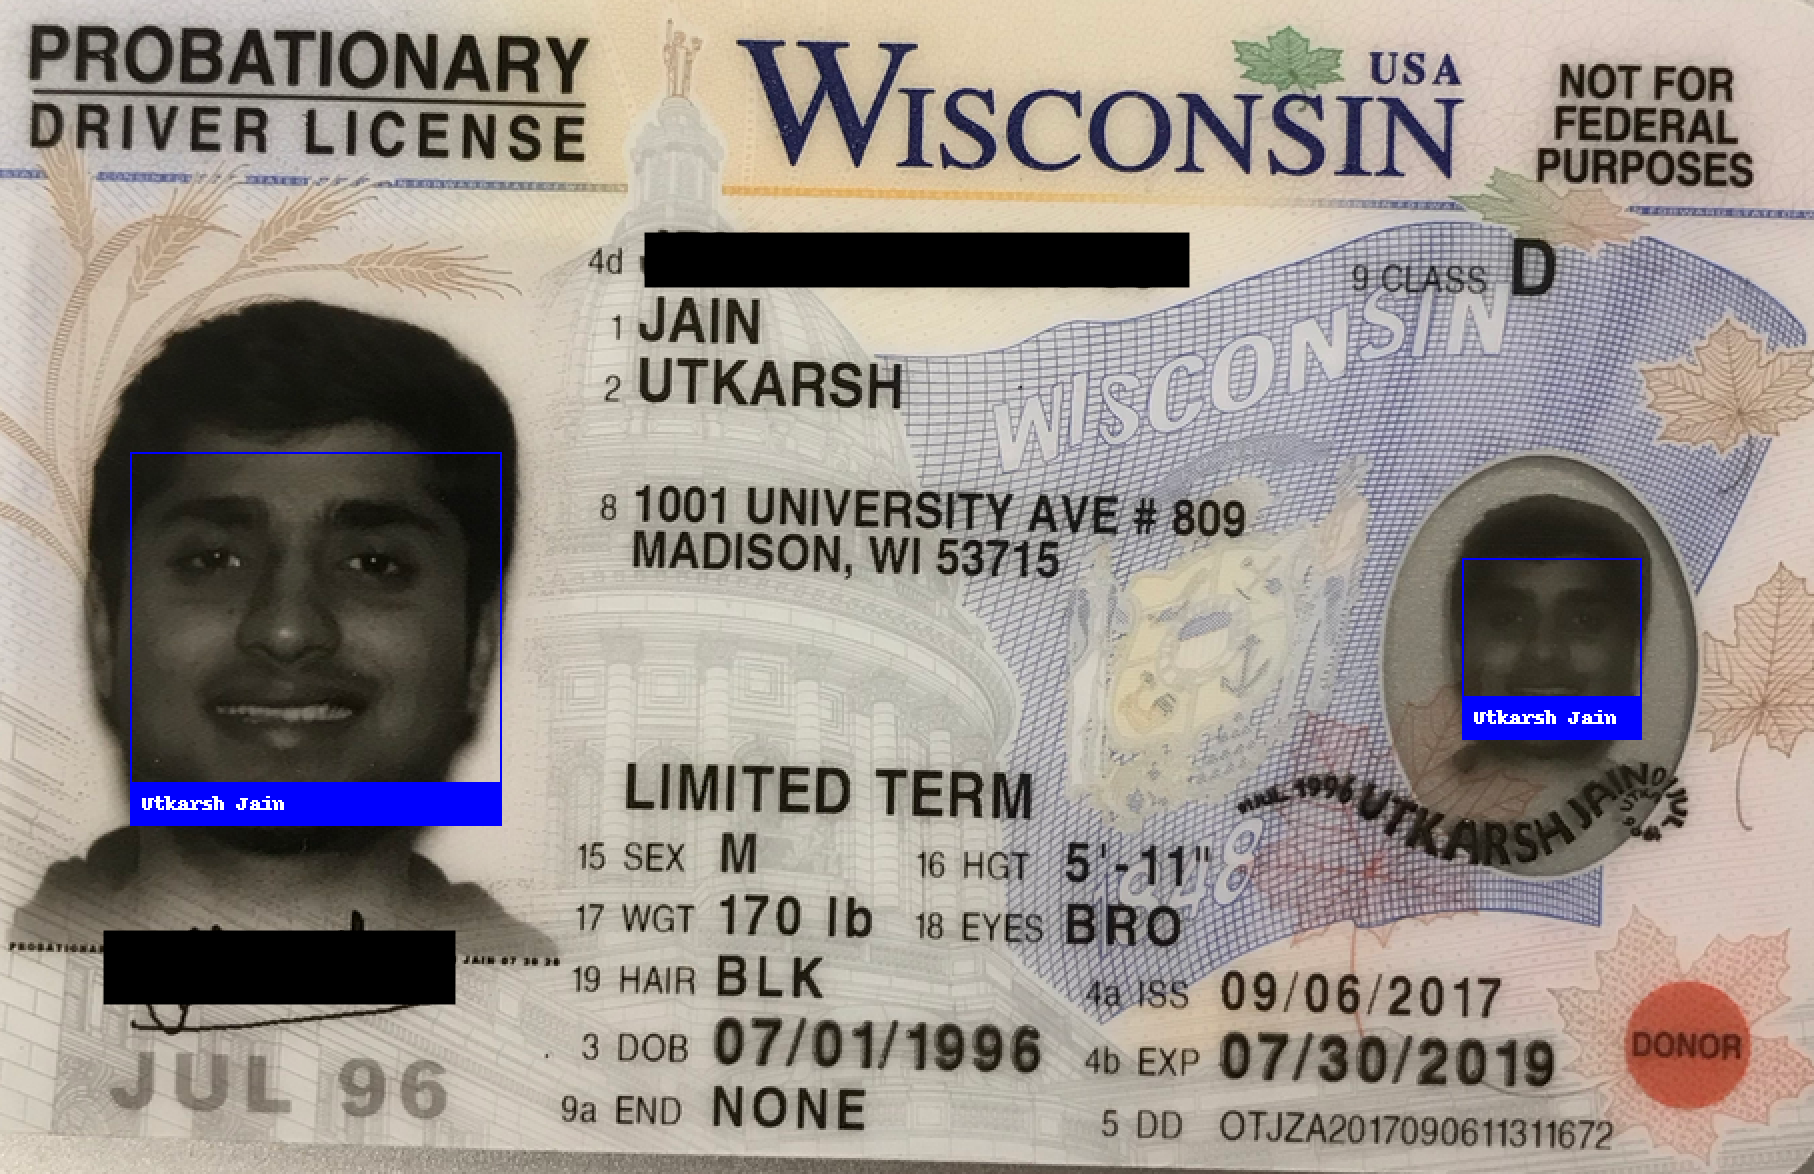 PROBATIONARY
DRIVER LICENSE
WISCONSIN
USA
NOT FOR
FEDERAL
PURPOSES
4d
9 CLASS D
1 JAIN
2 UTKARSH
WISCONSIN
8 1001 UNIVERSITY AVE # 809
MADISON, WI 53715
Utkarsh Jain
Utkarsh Jain
LIMITED TERM
1996 UTKARSH JAIN
1848
15 SEX M
16 HGT 5'-11"
17 WGT 170 lb
18 EYES BRO
19 HAIR BLK
4a ISS 09/06/2017
3 DOB 07/01/1996
4b EXP 07/30/2019
9a END NONE
5 DD OTJZA2017090611311672
JUL 96
DONOR